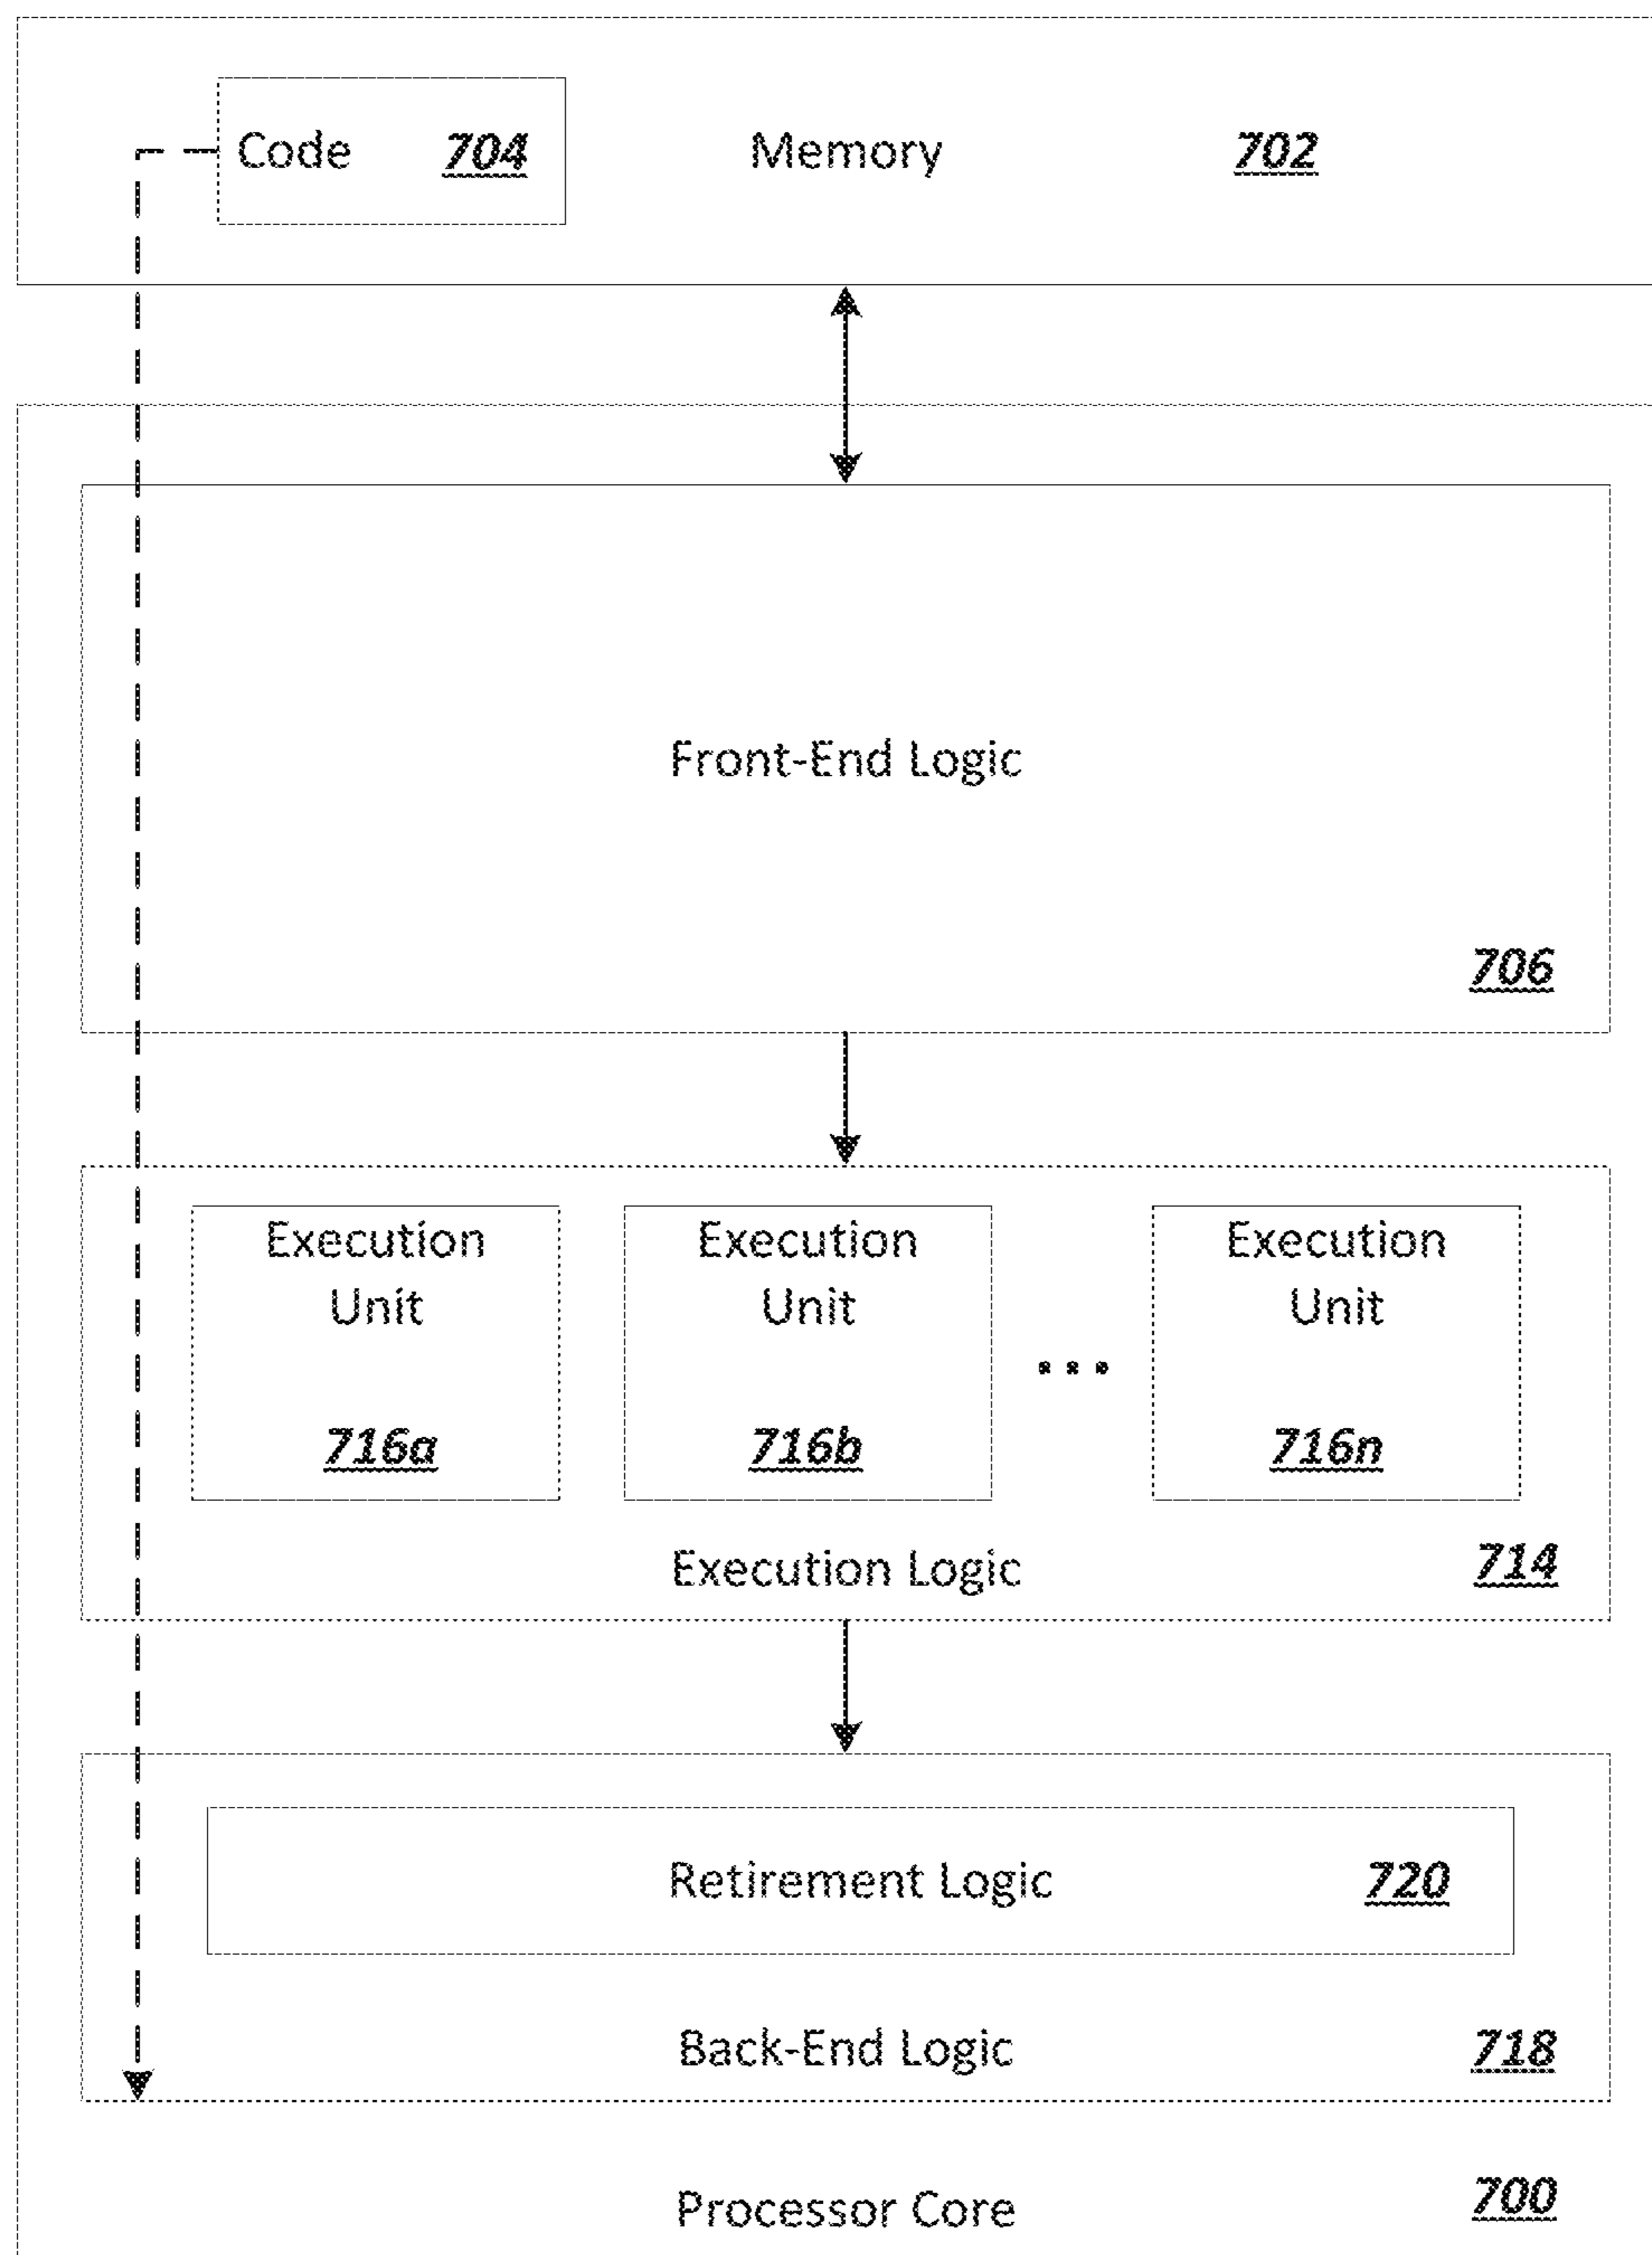 Code 704 Memory 702
Front-End Logic
706
Execution Unit
716a
Execution Unit
716b
...
Execution Unit
716n
Execution Logic 714
Retirement Logic 720
Back-End Logic 718
Processor Core 700